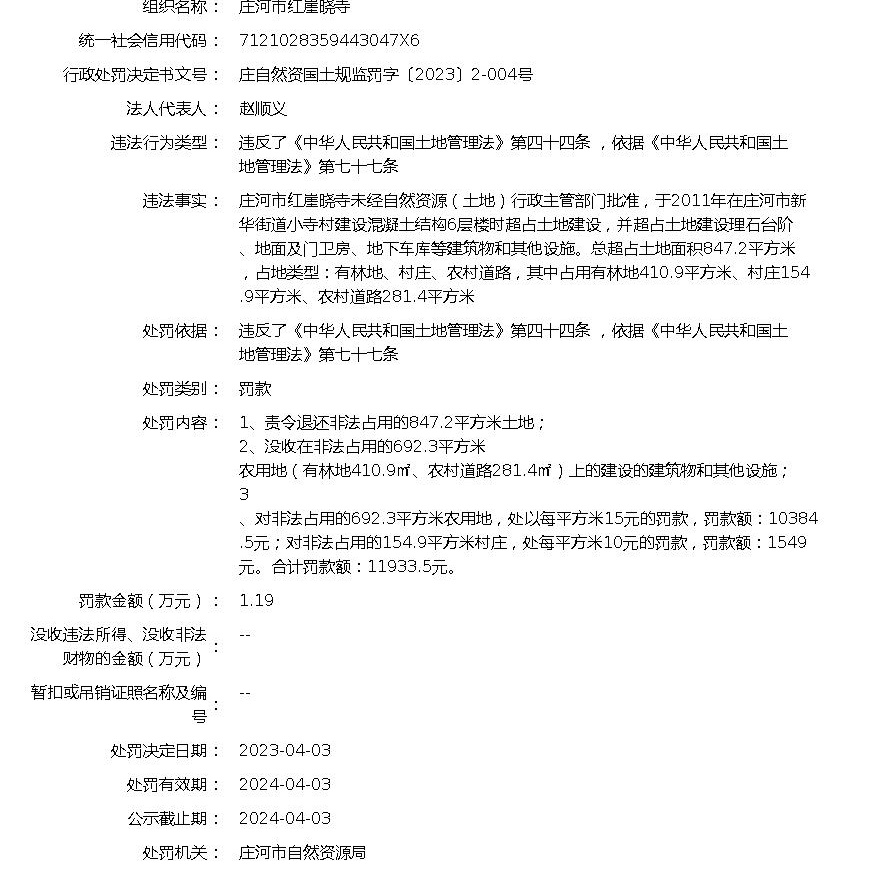 组织名称： 庄河市红崖晓寺
统一社会信用代码： 7121028359443047X6
行政处罚决定书文号： 庄自然资国土规监罚字〔2023〕2-004号
法人代表人： 赵顺义
违法行为类型： 违反了《中华人民共和国土地管理法》第四十四条 ，依据《中华人民共和国土
地管理法》第七十七条
违法事实： 庄河市红崖晓寺未经自然资源（土地）行政主管部门批准，于2011年在庄河市新
华街道小寺村建设混凝土结构6层楼时超占土地建设，并超占土地建设理石台阶
、地面及门卫房、地下车库等建筑物和其他设施。总超占土地面积847.2平方米
，占地类型：有林地、村庄、农村道路，其中占用有林地410.9平方米、村庄154
.9平方米、农村道路281.4平方米
处罚依据： 违反了《中华人民共和国土地管理法》第四十四条 ，依据《中华人民共和国土
地管理法》第七十七条
处罚类别： 罚款
处罚内容： 1、责令退还非法占用的847.2平方米土地；
2、没收在非法占用的692.3平方米
农用地（有林地410.9㎡、农村道路281.4㎡）上的建设的建筑物和其他设施；
3
、对非法占用的692.3平方米农用地，处以每平方米15元的罚款，罚款额：10384
.5元；对非法占用的154.9平方米村庄，处每平方米10元的罚款，罚款额：1549
元。合计罚款额：11933.5元。
罚款金额（万元）： 1.19
没收违法所得、没收非法
财物的金额（万元）： --
暂扣或吊销证照名称及编
号： --
处罚决定日期： 2023-04-03
处罚有效期： 2024-04-03
公示截止期： 2024-04-03
处罚机关： 庄河市自然资源局